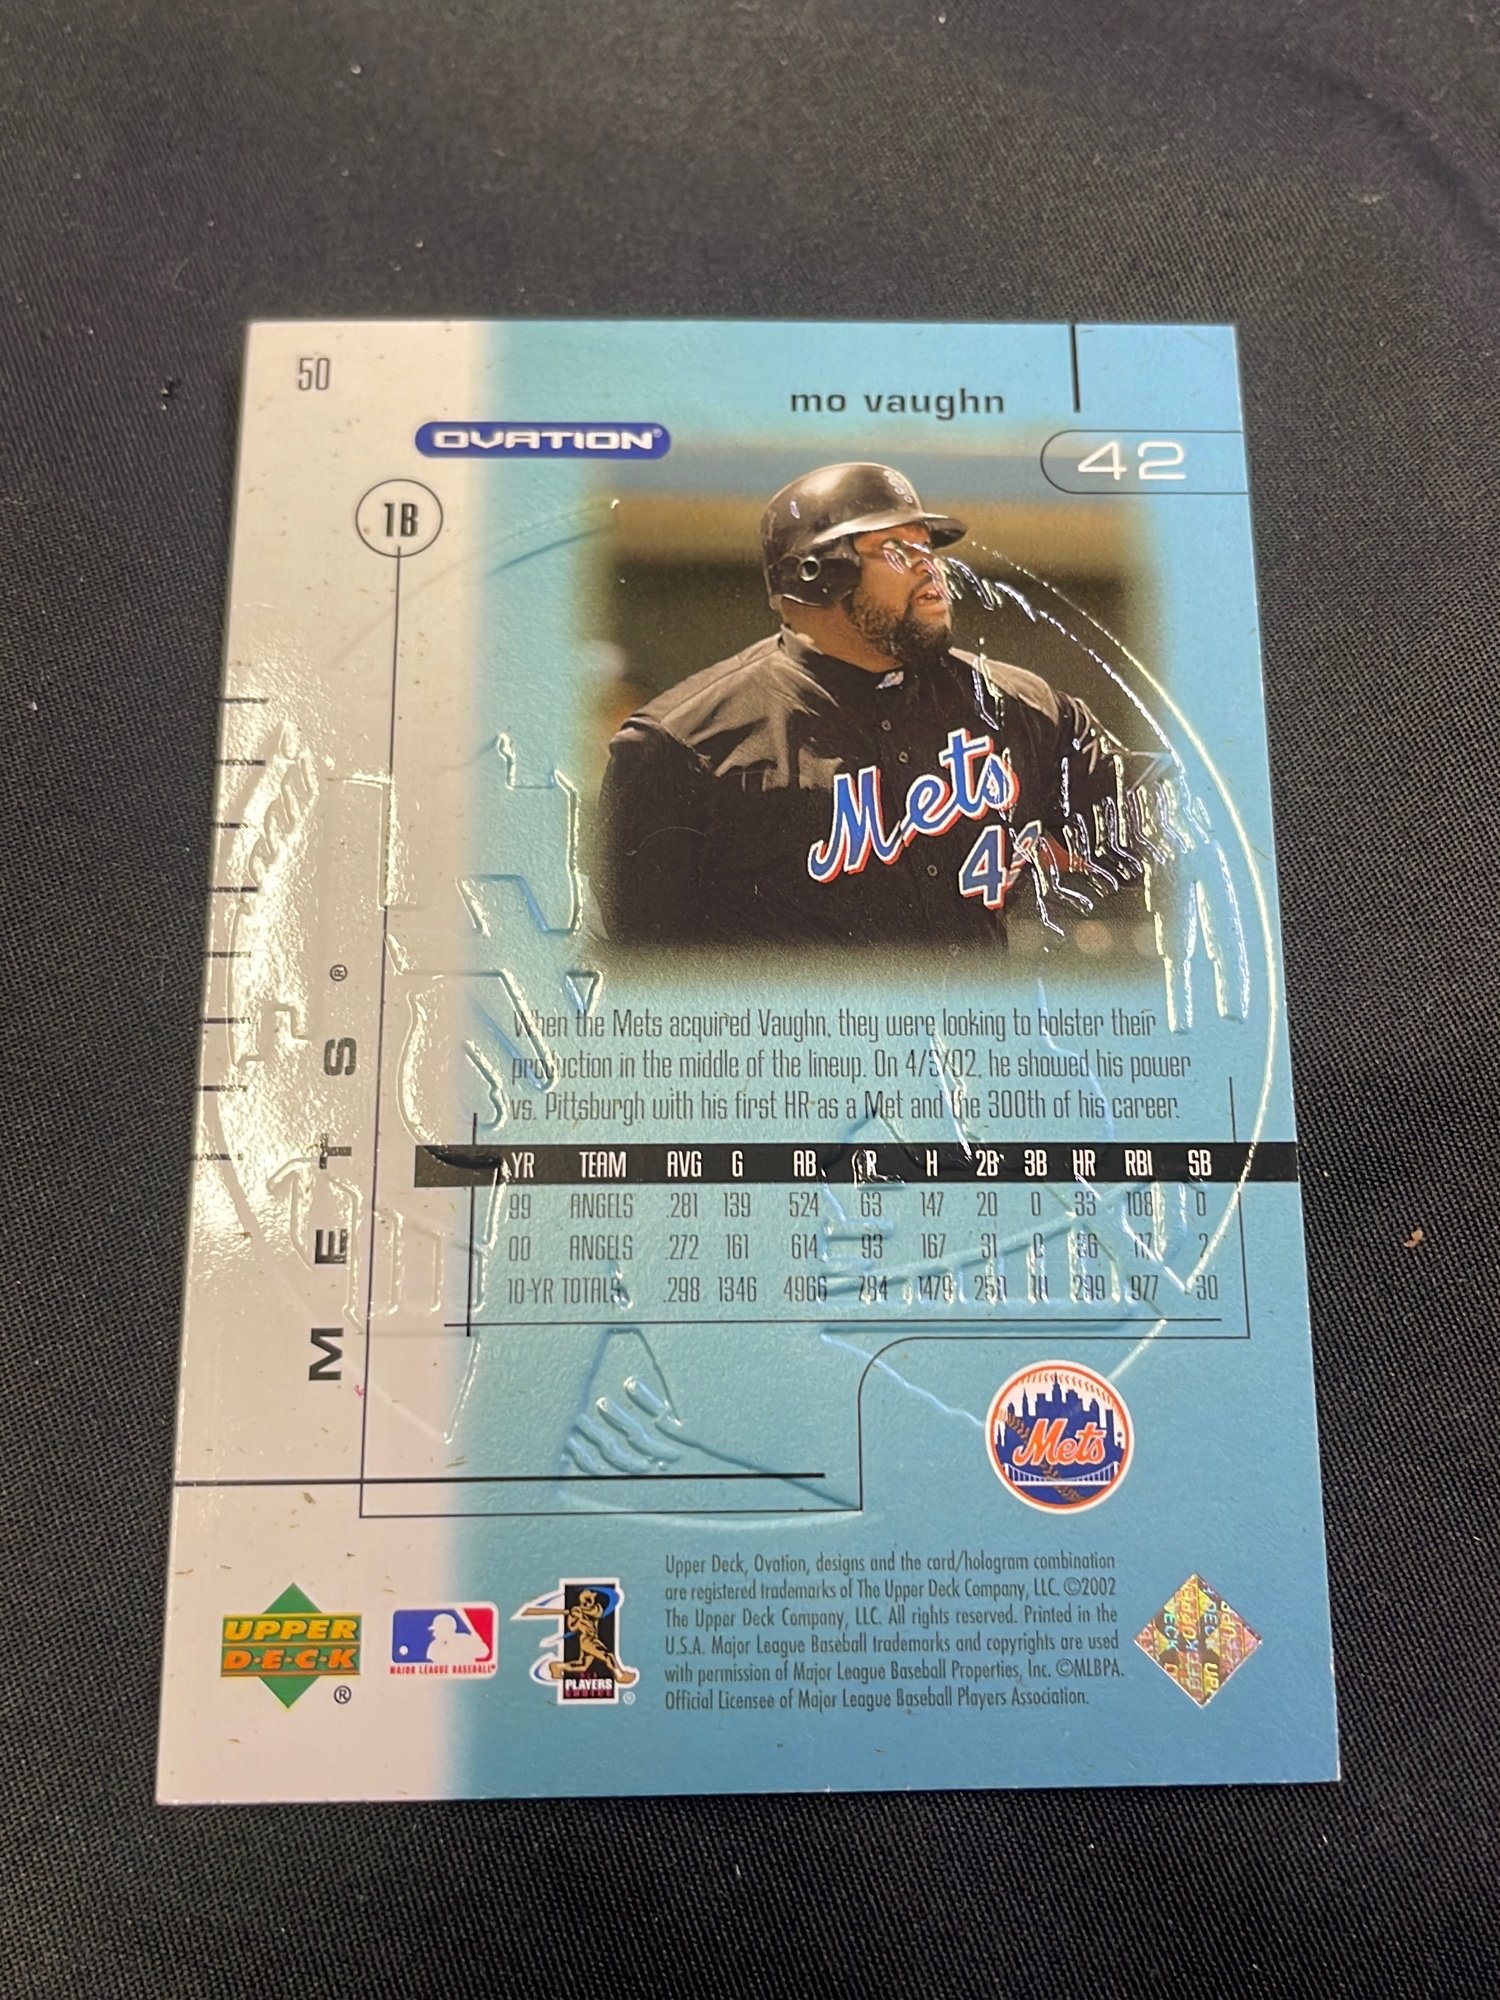 50
mo vaughn
OVATION®
42
1B
Mets
42
METS®
When the Mets acquired Vaughn, they were looking to bolster their
production in the middle of the lineup. On 4/3/02, he showed his power
vs. Pittsburgh with his first HR as a Met and the 300th of his career.
YR TEAM AVG G AB R H 2B 3B HR RBI SB
99 ANGELS .281 139 524 63 147 20 0 33 108 0
00 ANGELS .272 161 614 93 167 31 0 36 117 2
10-YR TOTALS .298 1346 4966 784 1479 250 10 299 977 30
Mets
UPPER
D·E·C·K
®
MAJOR LEAGUE BASEBALL®
PLAYERS
CHOICE
®
Upper Deck, Ovation, designs and the card/hologram combination
are registered trademarks of The Upper Deck Company, LLC. ©2002
The Upper Deck Company, LLC. All rights reserved. Printed in the
U.S.A. Major League Baseball trademarks and copyrights are used
with permission of Major League Baseball Properties, Inc. ©MLBPA.
Official Licensee of Major League Baseball Players Association.